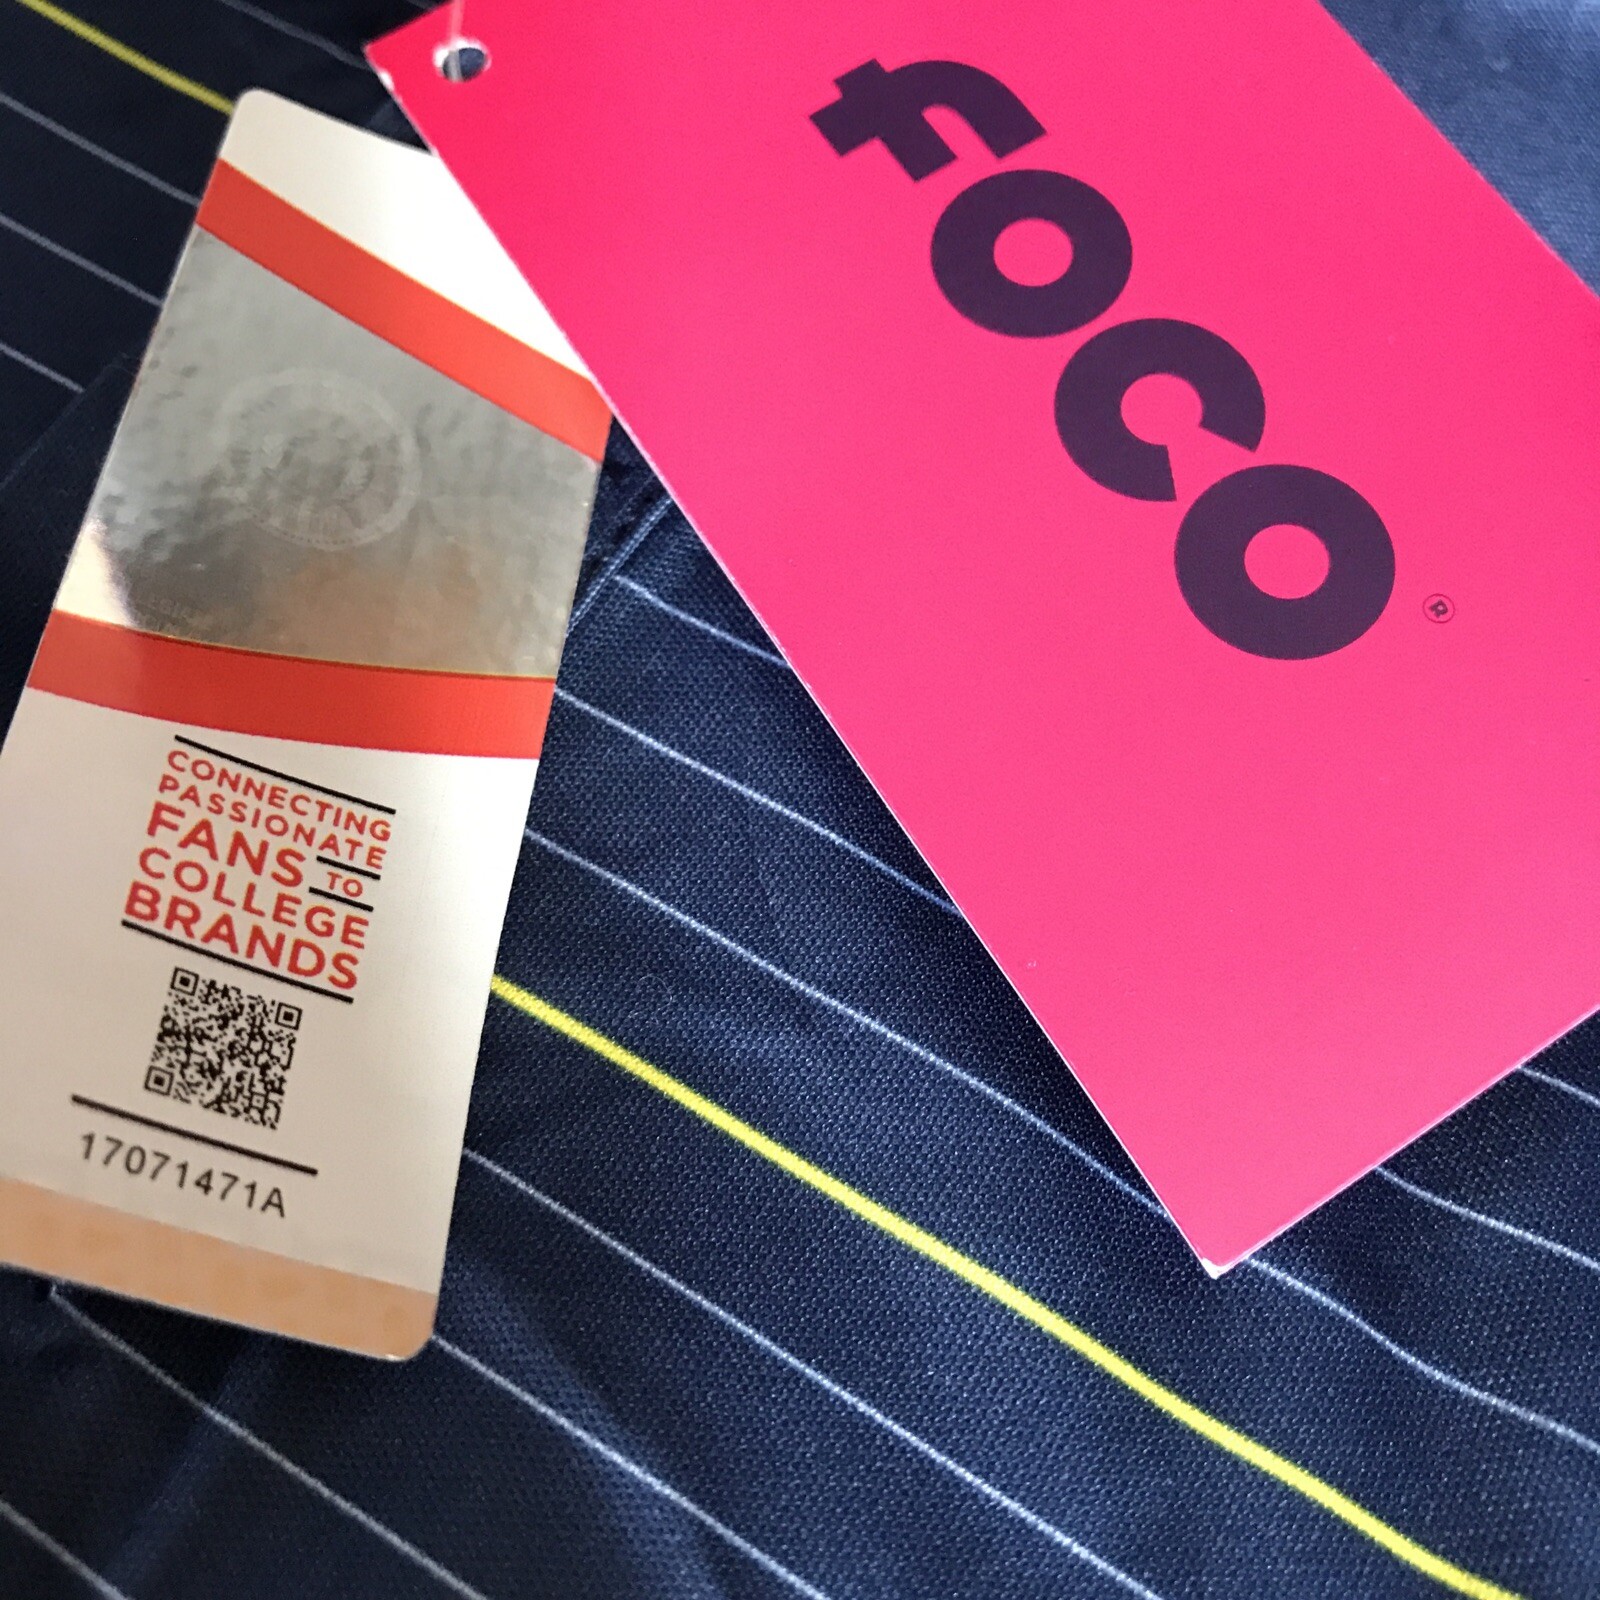 foco
®
CONNECTING
PASSIONATE
FANS TO
COLLEGE
BRANDS
17071471A